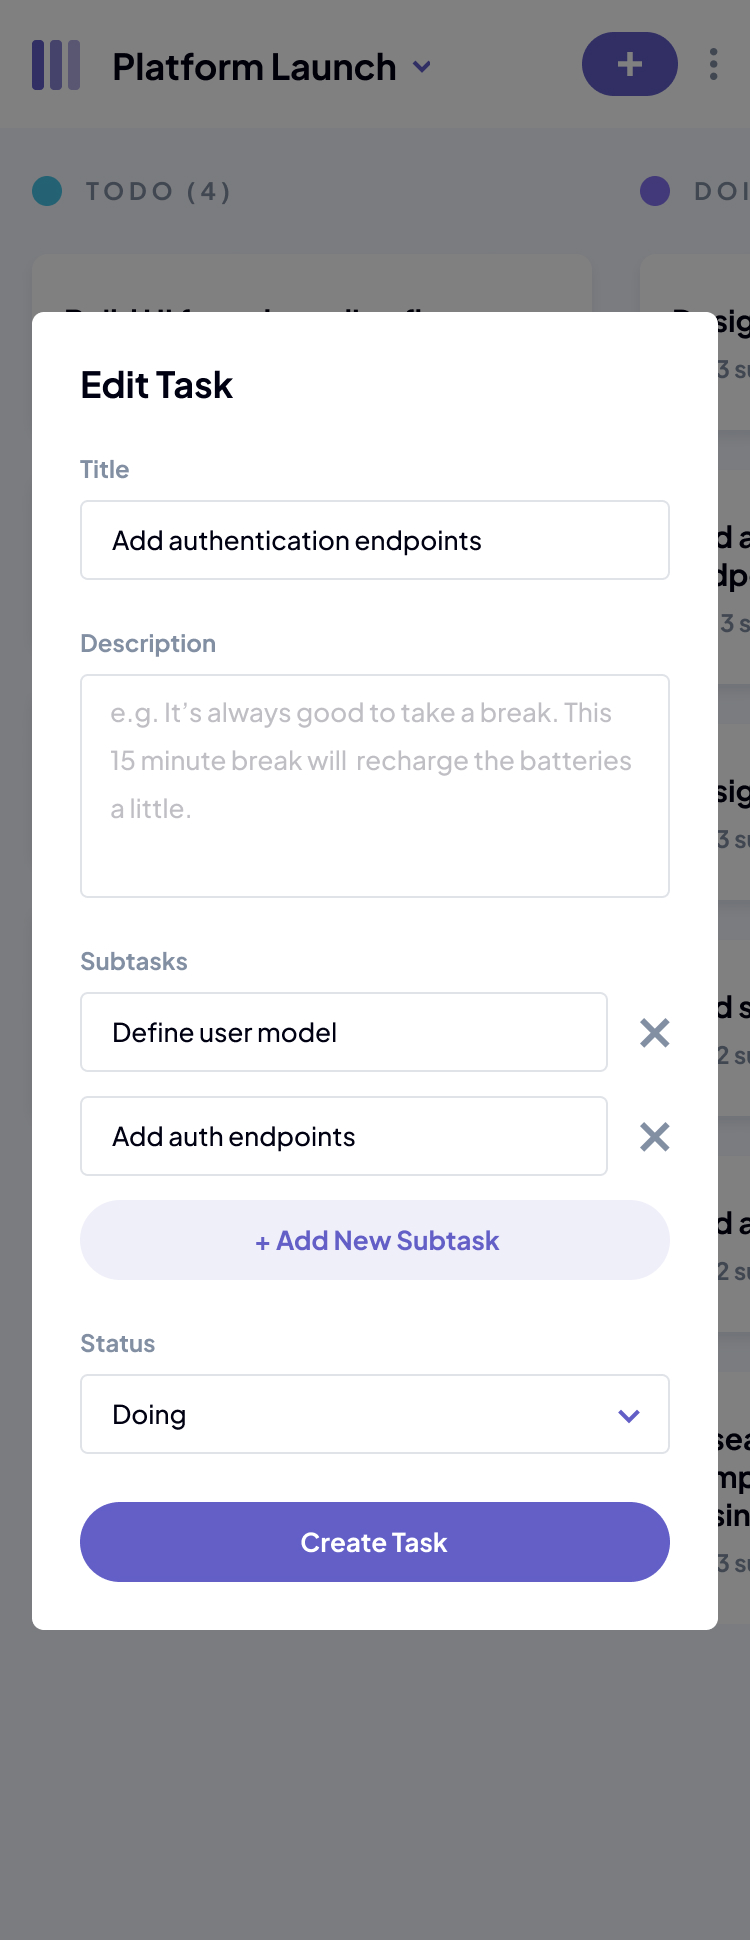 Platform Launch
TODO (4)
Edit Task
Title
Add authentication endpoints
Description
e.g. It’s always good to take a break. This
15 minute break will  recharge the batteries
a little.
Subtasks
Define user model
Add auth endpoints
+ Add New Subtask
Status
Doing
Create Task